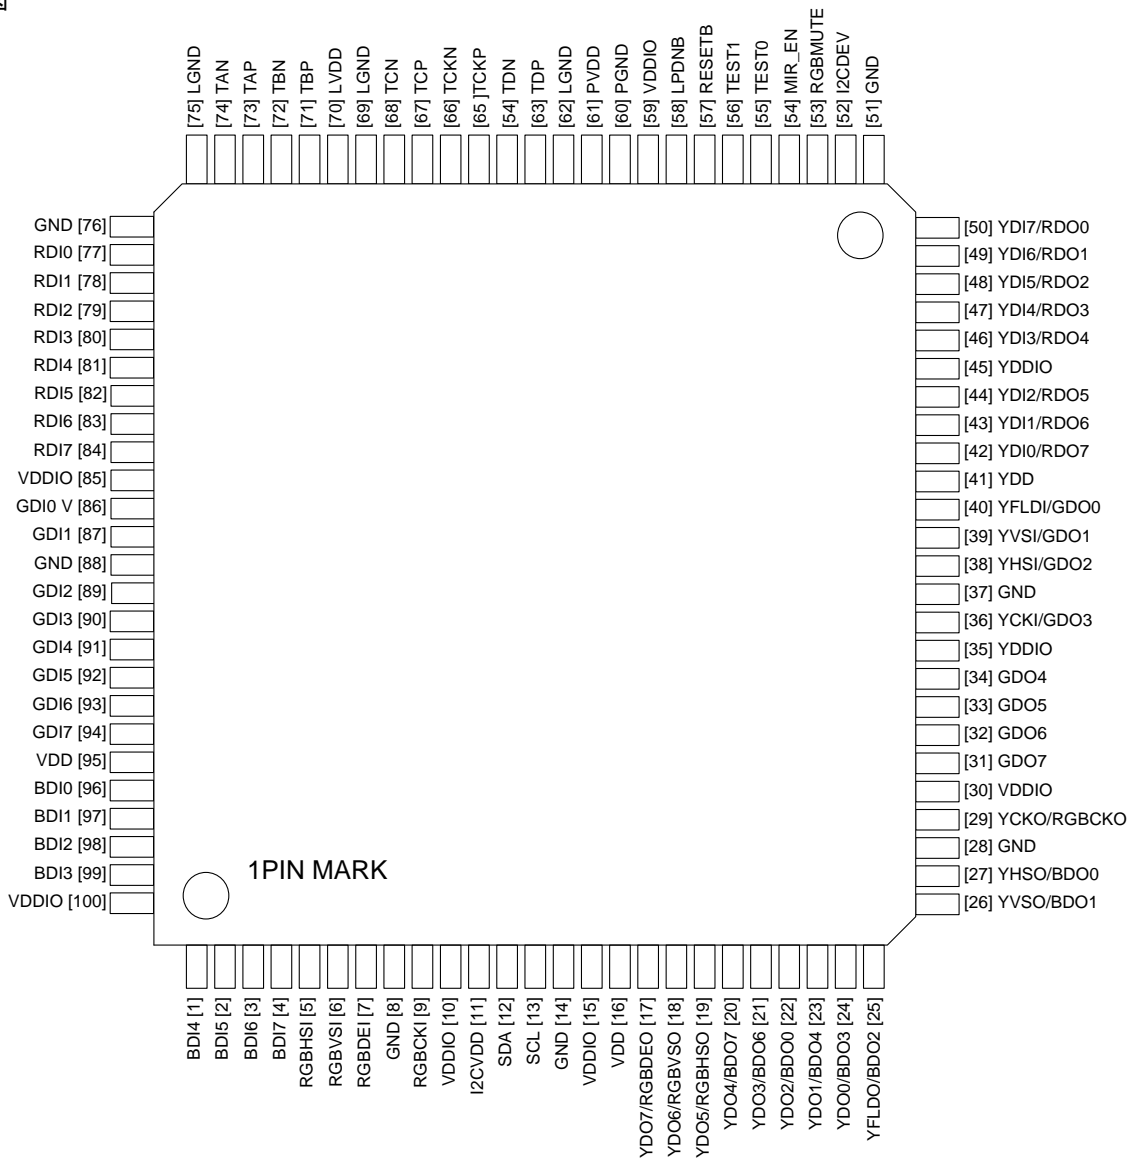 [75] LGND
[74] TAN
[73] TAP
[72] TBN
[71] TBP
[70] LVDD
[69] LGND
[68] TCN
[67] TCP
[66] TCKN
[65 ]TCKP
[54] TDN
[63] TDP
[62] LGND
[61] PVDD
[60] PGND
[59] VDDIO
[58] LPDNB
[57] RESETB
[56] TEST1
[55] TEST0
[54] MIR_EN
[53] RGBMUTE
[52] I2CDEV
[51] GND
GND [76]
RDI0 [77]
RDI1 [78]
RDI2 [79]
RDI3 [80]
RDI4 [81]
RDI5 [82]
RDI6 [83]
RDI7 [84]
VDDIO [85]
GDI0 V [86]
GDI1 [87]
GND [88]
GDI2 [89]
GDI3 [90]
GDI4 [91]
GDI5 [92]
GDI6 [93]
GDI7 [94]
VDD [95]
BDI0 [96]
BDI1 [97]
BDI2 [98]
BDI3 [99]
VDDIO [100]
[50] YDI7/RDO0
[49] YDI6/RDO1
[48] YDI5/RDO2
[47] YDI4/RDO3
[46] YDI3/RDO4
[45] YDDIO
[44] YDI2/RDO5
[43] YDI1/RDO6
[42] YDI0/RDO7
[41] YDD
[40] YFLDI/GDO0
[39] YVSI/GDO1
[38] YHSI/GDO2
[37] GND
[36] YCKI/GDO3
[35] YDDIO
[34] GDO4
[33] GDO5
[32] GDO6
[31] GDO7
[30] VDDIO
[29] YCKO/RGBCKO
[28] GND
[27] YHSO/BDO0
[26] YVSO/BDO1
1PIN MARK
BDI4 [1]
BDI5 [2]
BDI6 [3]
BDI7 [4]
RGBHSI [5]
RGBVSI [6]
RGBDEI [7]
GND [8]
RGBCKI [9]
VDDIO [10]
I2CVDD [11]
SDA [12]
SCL [13]
GND [14]
VDDIO [15]
VDD [16]
YDO7/RGBDEO [17]
YDO6/RGBVSO [18]
YDO5/RGBHSO [19]
YDO4/BDO7 [20]
YDO3/BDO6 [21]
YDO2/BDO0 [22]
YDO1/BDO4 [23]
YDO0/BDO3 [24]
YFLDO/BDO2 [25]